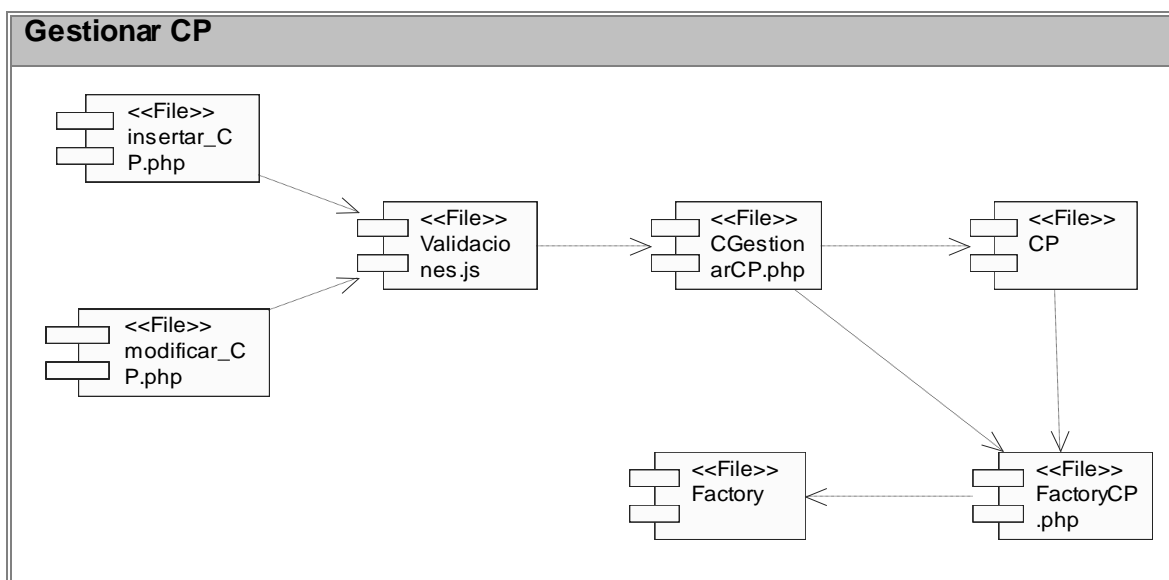 Gestionar CP
<<File>>
insertar_C
P.php
<<File>>
Validacio
nes.js
<<File>>
CGestion
arCP.php
<<File>>
CP
<<File>>
modificar_C
P.php
<<File>>
Factory
<<File>>
FactoryCP
.php